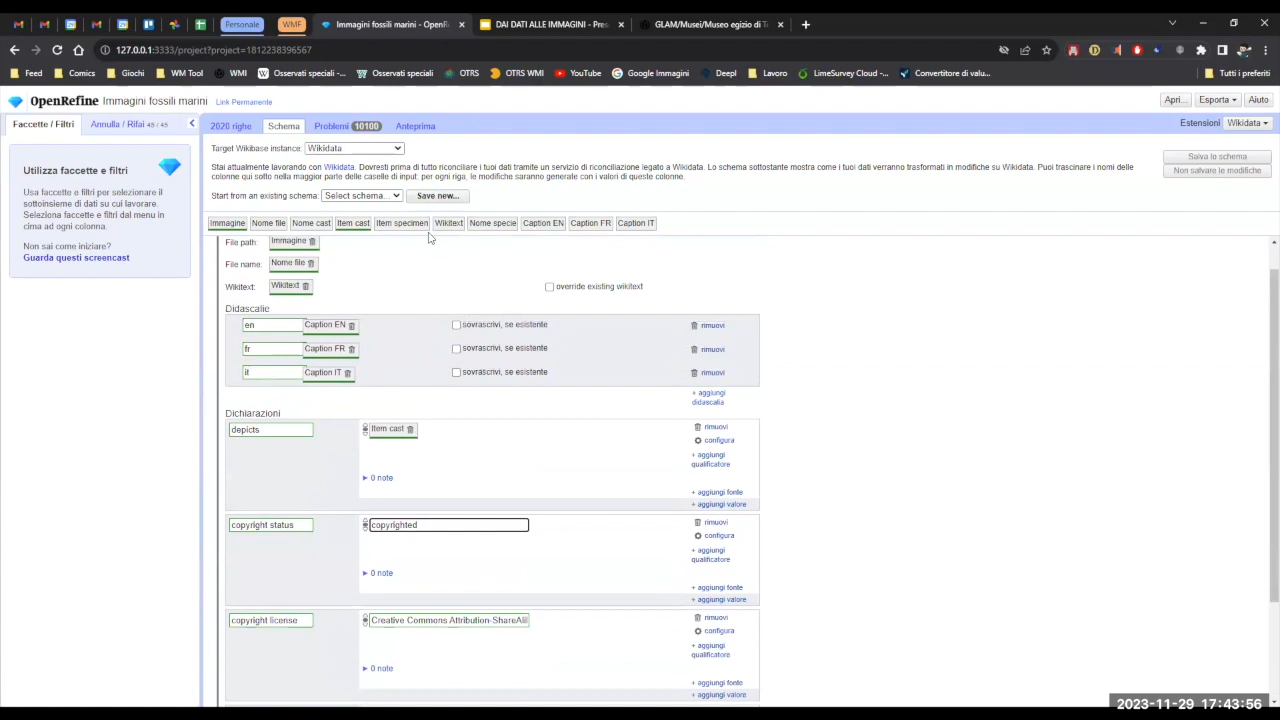 Personale
WMF
Immagini fossili marini - OpenR
DAI DATI ALLE IMMAGINI - Pres
GLAM/Musei/Museo egizio di T
127.0.0.1:3333/project?project=1812238396567
Feed
Comics
Giochi
WM Tool
WMI
Osservati speciali -...
Osservati speciali
OTRS
OTRS WMI
YouTube
Google Immagini
Deepl
Lavoro
LimeSurvey Cloud -...
Convertitore di valu...
Tutti i preferiti
OpenRefine Immagini fossili marini Link Permanente
Apri... Esporta Aiuto
Faccette / Filtri
Annulla / Rifai 45 / 45
2020 righe
Schema
Problemi 10100
Anteprima
Estensioni Wikidata
Utilizza faccette e filtri
Usa faccette e filtri per selezionare il
sottoinsieme di dati su cui lavorare.
Seleziona faccette e filtri dal menu in
cima ad ogni colonna.
Non sai come iniziare?
Guarda questi screencast
Target Wikibase instance: Wikidata
Stai attualmente lavorando con Wikidata. Dovresti prima di tutto riconciliare i tuoi dati tramite un servizio di riconciliazione legato a Wikidata. Lo schema sottostante mostra come i tuoi dati verranno trasformati in modifiche su Wikidata. Puoi trascinare i nomi delle
colonne qui sotto nella maggior parte delle caselle di input: per ogni riga, le modifiche saranno generate con i valori di queste colonne.
Salva lo schema
Non salvare le modifiche
Start from an existing schema: Select schema... Save new...
Immagine
Nome file
Nome cast
Item cast
Item specimen
Wikitext
Nome specie
Caption EN
Caption FR
Caption IT
File path: Immagine
File name: Nome file
Wikitext: Wikitext
override existing wikitext
Didascalie
en Caption EN sovrascrivi, se esistente rimuovi
fr Caption FR sovrascrivi, se esistente rimuovi
it Caption IT sovrascrivi, se esistente rimuovi
+ aggiungi
didascalia
Dichiarazioni
depicts
Item cast
rimuovi
configura
+ aggiungi
qualificatore
0 note
+ aggiungi fonte
+ aggiungi valore
copyright status
copyrighted
rimuovi
configura
+ aggiungi
qualificatore
0 note
+ aggiungi fonte
+ aggiungi valore
copyright license
Creative Commons Attribution-ShareAli
rimuovi
configura
+ aggiungi
qualificatore
0 note
+ aggiungi fonte
+ aggiungi valore
2023-11-29 17:43:56